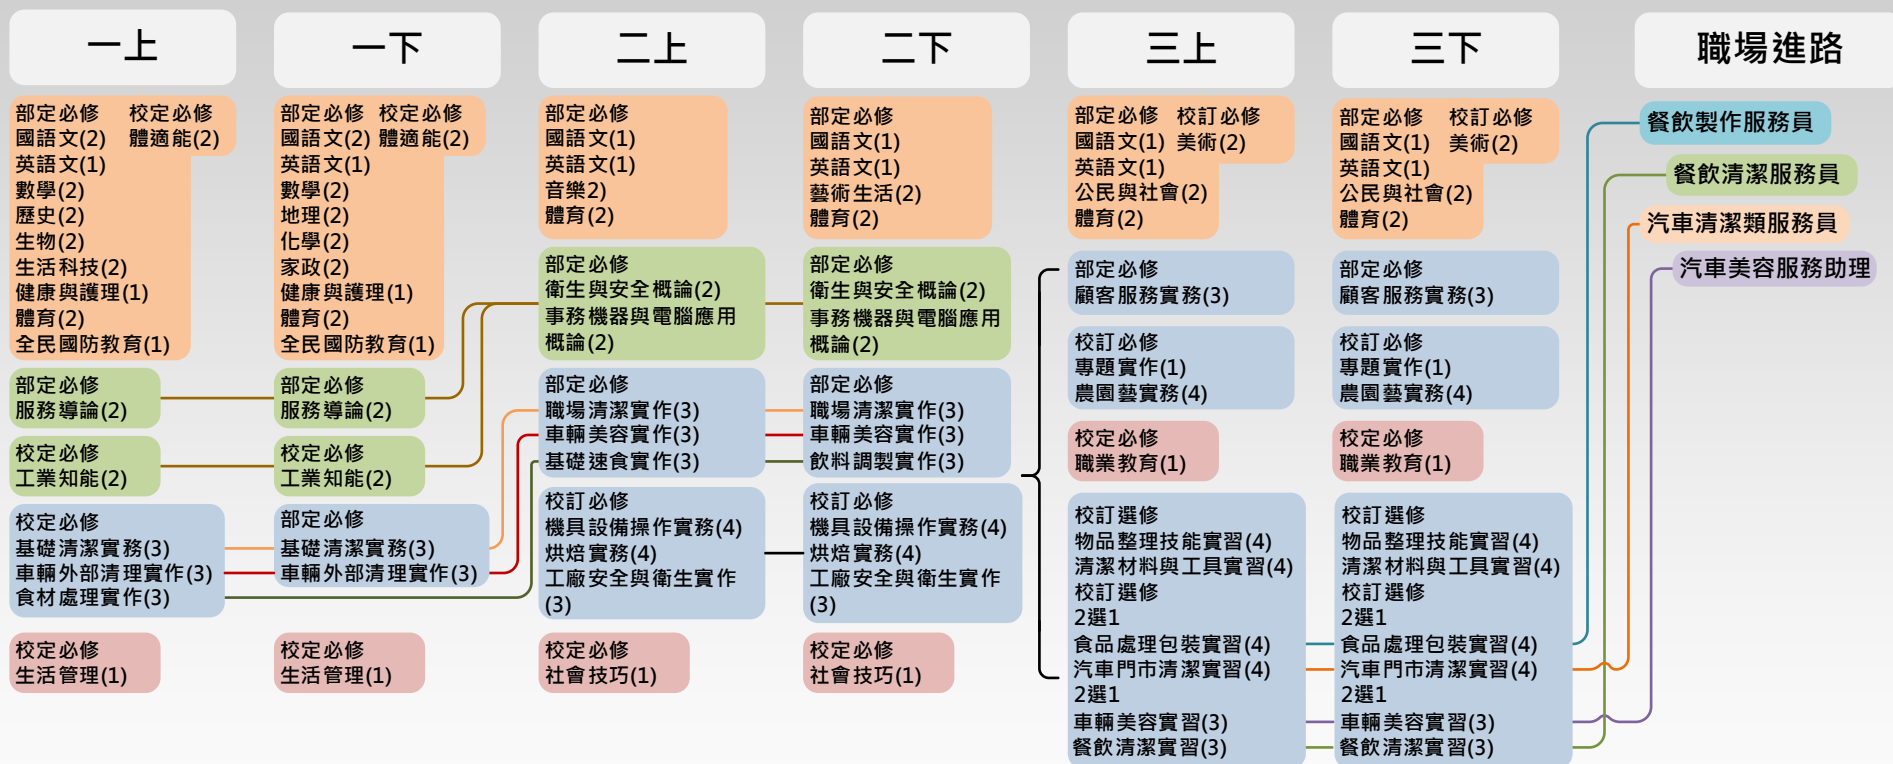 一上
部定必修 校定必修
國語文(2) 體適能(2)
英語文(1)
數學(2)
歷史(2)
生物(2)
生活科技(2)
健康與護理(1)
體育(2)
全民國防教育(1)
部定必修
服務導論(2)
校定必修
工業知能(2)
校定必修
基礎清潔實務(3)
車輛外部清理實作(3)
食材處理實作(3)
校定必修
生活管理(1)
一下
部定必修 校定必修
國語文(2) 體適能(2)
英語文(1)
數學(2)
地理(2)
化學(2)
家政(2)
健康與護理(1)
體育(2)
全民國防教育(1)
部定必修
服務導論(2)
校定必修
工業知能(2)
部定必修
基礎清潔實務(3)
車輛外部清理實作(3)
校定必修
生活管理(1)
二上
部定必修
國語文(1)
英語文(1)
音樂2)
體育(2)
部定必修
衛生與安全概論(2)
事務機器與電腦應用
概論(2)
部定必修
職場清潔實作(3)
車輛美容實作(3)
基礎速食實作(3)
校訂必修
機具設備操作實務(4)
烘焙實務(4)
工廠安全與衛生實作
(3)
校定必修
社會技巧(1)
二下
部定必修
國語文(1)
英語文(1)
藝術生活(2)
體育(2)
部定必修
衛生與安全概論(2)
事務機器與電腦應用
概論(2)
部定必修
職場清潔實作(3)
車輛美容實作(3)
飲料調製實作(3)
校訂必修
機具設備操作實務(4)
烘焙實務(4)
工廠安全與衛生實作
(3)
校定必修
社會技巧(1)
三上
部定必修 校訂必修
國語文(1) 美術(2)
英語文(1)
公民與社會(2)
體育(2)
部定必修
顧客服務實務(3)
校訂必修
專題實作(1)
農園藝實務(4)
校定必修
職業教育(1)
校訂選修
物品整理技能實習(4)
清潔材料與工具實習(4)
校訂選修
2選1
食品處理包裝實習(4)
汽車門市清潔實習(4)
2選1
車輛美容實習(3)
餐飲清潔實習(3)
三下
部定必修 校訂必修
國語文(1) 美術(2)
英語文(1)
公民與社會(2)
體育(2)
部定必修
顧客服務實務(3)
校訂必修
專題實作(1)
農園藝實務(4)
校定必修
職業教育(1)
校訂選修
物品整理技能實習(4)
清潔材料與工具實習(4)
校訂選修
2選1
食品處理包裝實習(4)
汽車門市清潔實習(4)
2選1
車輛美容實習(3)
餐飲清潔實習(3)
職場進路
餐飲製作服務員
餐飲清潔服務員
汽車清潔類服務員
汽車美容服務助理